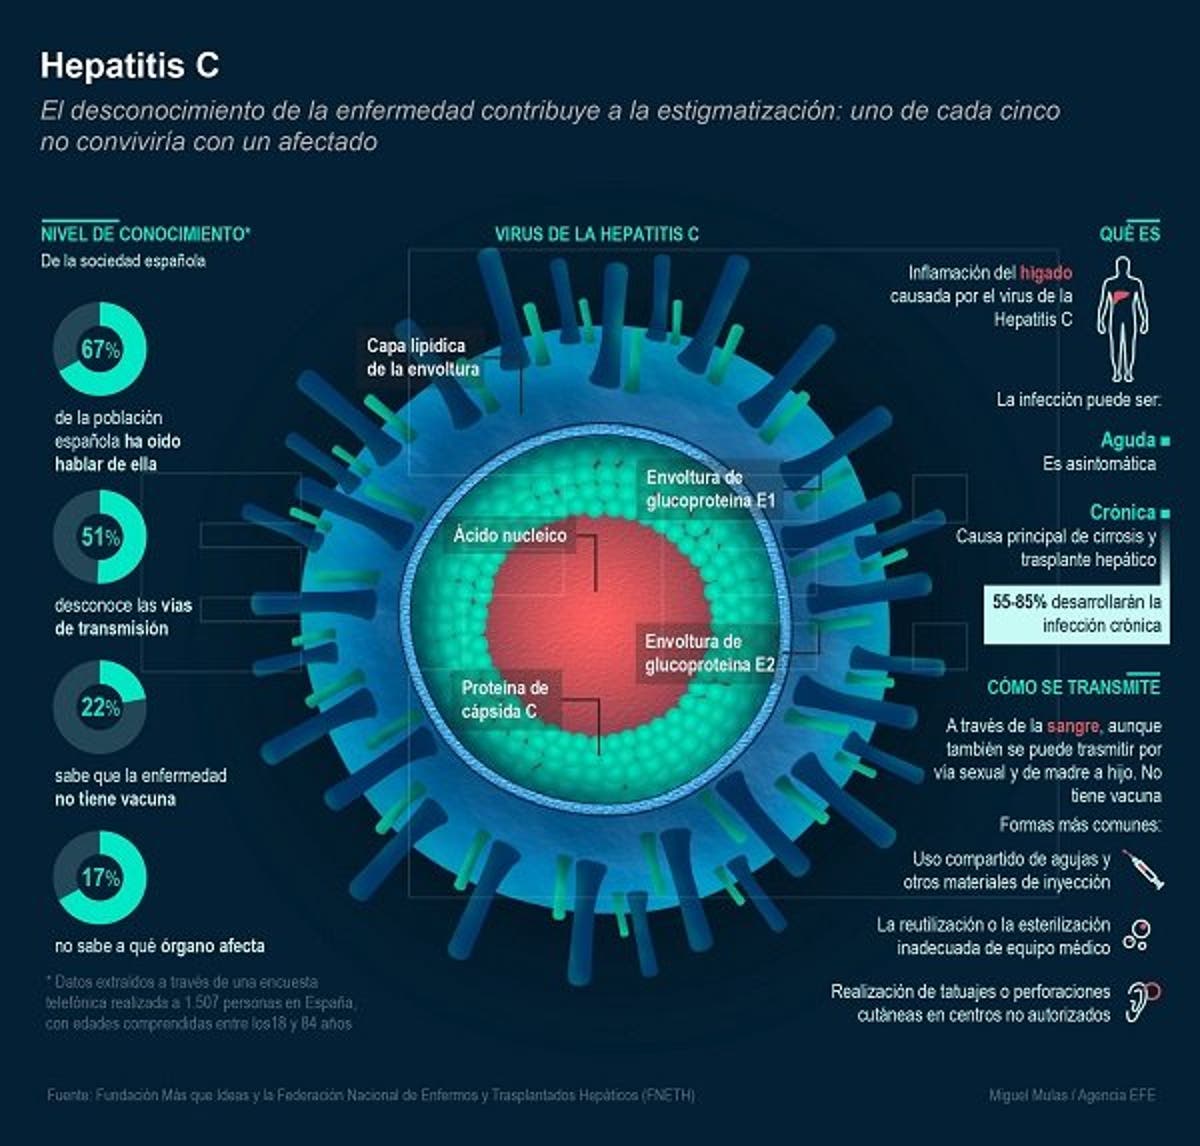 Hepatitis C
El desconocimiento de la enfermedad contribuye a la estigmatización: uno de cada cinco
no conviviría con un afectado
NIVEL DE CONOCIMIENTO*
De la sociedad española
67%
de la población
española ha oido
hablar de ella
51%
desconoce las vías
de transmisión
22%
sabe que la enfermedad
no tiene vacuna
17%
no sabe a qué órgano afecta
* Datos extraídos a través de una encuesta
telefónica realizada a 1.507 personas en España,
con edades comprendidas entre los18 y 84 años
VIRUS DE LA HEPATITIS C
Capa lipídica
de la envoltura
Envoltura de
glucoproteína E1
Ácido nucleico
Envoltura de
glucoproteína E2
Proteína de
cápsida C
QUÉ ES
Inflamación del hígado
causada por el virus de la
Hepatitis C
La infección puede ser:
Aguda
Es asintomática
Crónica
Causa principal de cirrosis y
trasplante hepático
55-85% desarrollarán la
infección crónica
CÓMO SE TRANSMITE
A través de la sangre, aunque
también se puede trasmitir por
vía sexual y de madre a hijo. No
tiene vacuna
Formas más comunes:
Uso compartido de agujas y
otros materiales de inyección
La reutilización o la esterilización
inadecuada de equipo médico
Realización de tatuajes o perforaciones
cutáneas en centros no autorizados
Fuente: Fundación Más que Ideas y la Federación Nacional de Enfermos y Trasplantados Hepáticos (FNETH)
Miguel Mulas / Agencia EFE